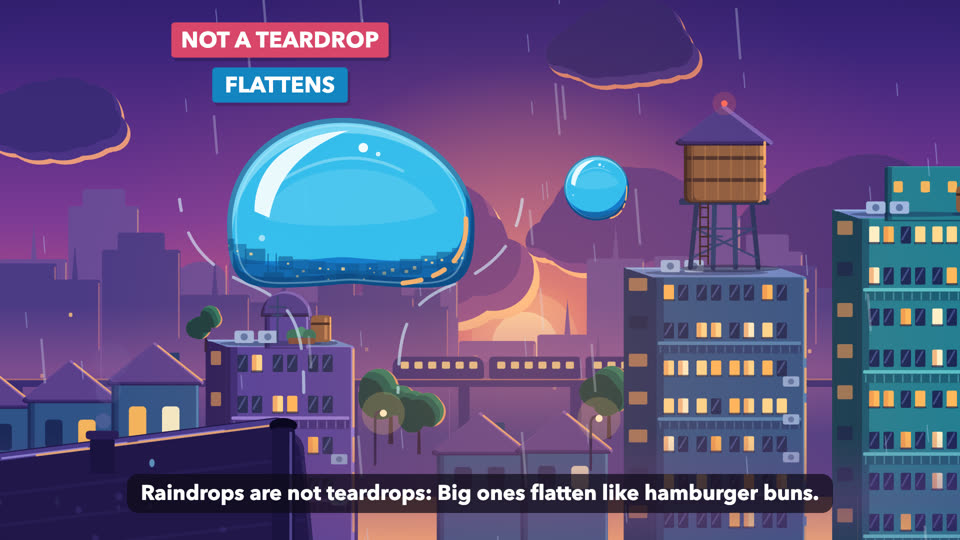 NOT A TEARDROP
FLATTENS
Raindrops are not teardrops: Big ones flatten like hamburger buns.